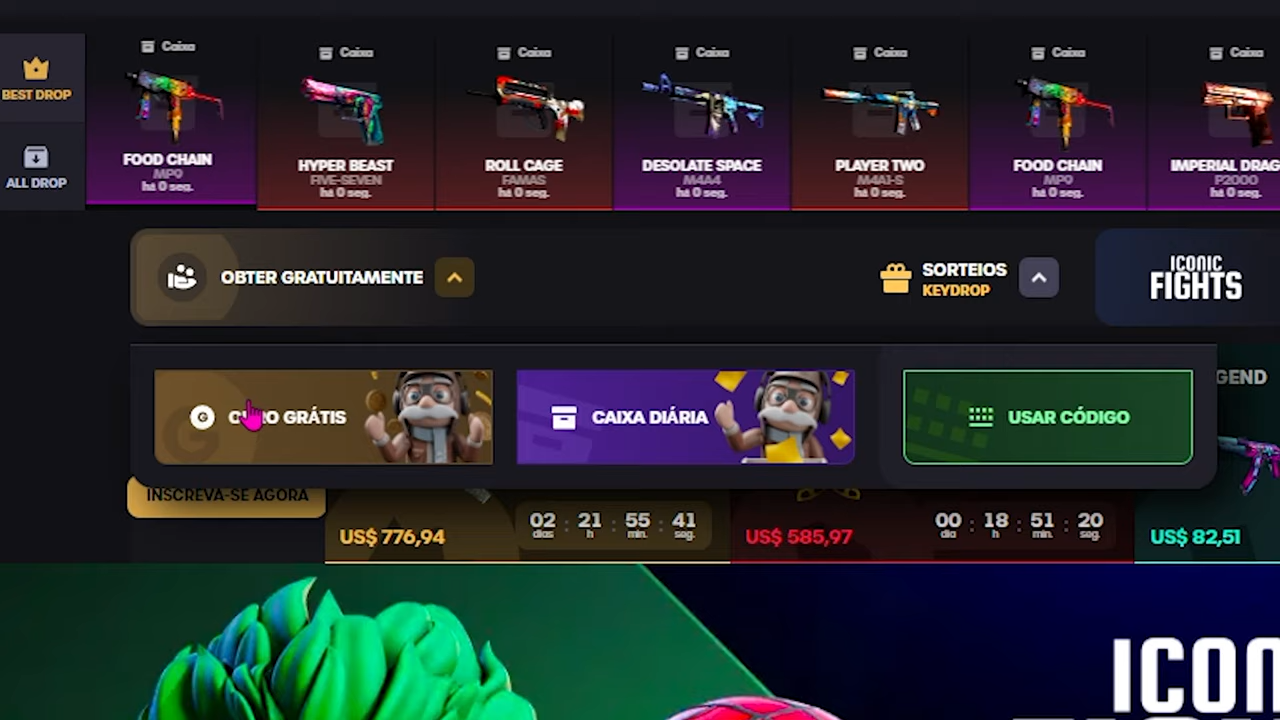 Caixa
Caixa
Caixa
Caixa
Caixa
Caixa
Caixa
BEST DROP
ALL DROP
FOOD CHAIN
MP9
há 0 seg.
HYPER BEAST
FIVE-SEVEN
há 0 seg.
ROLL CAGE
FAMAS
há 0 seg.
DESOLATE SPACE
M4A4
há 0 seg.
PLAYER TWO
M4A1-S
há 0 seg.
FOOD CHAIN
MP9
há 0 seg.
IMPERIAL DRAG
P2000
há 0 seg.
OBTER GRATUITAMENTE
SORTEIOS
KEYDROP
ICONIC
FIGHTS
GRÁTIS
CAIXA DIÁRIA
USAR CÓDIGO
GEND
INSCREVA-SE AGORA
US$ 776,94
02 : 21 : 55 : 41
dias h min. seg.
US$ 585,97
00 : 18 : 51 : 20
dia h min. seg.
US$ 82,51
ICON